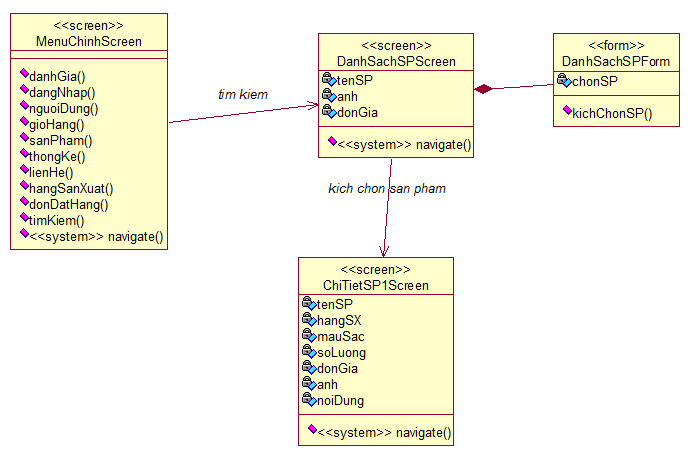 <<screen>>
MenuChinhScreen
danhGia()
dangNhap()
nguoiDung()
gioHang()
sanPham()
thongKe()
lienHe()
hangSanXuat()
donDatHang()
timKiem()
<<system>> navigate()
tim kiem
<<screen>>
DanhSachSPScreen
tenSP
anh
donGia
<<system>> navigate()
<<form>>
DanhSachSPForm
chonSP
kichChonSP()
kich chon san pham
<<screen>>
ChiTietSP1Screen
tenSP
hangSX
mauSac
soLuong
donGia
anh
noiDung
<<system>> navigate()